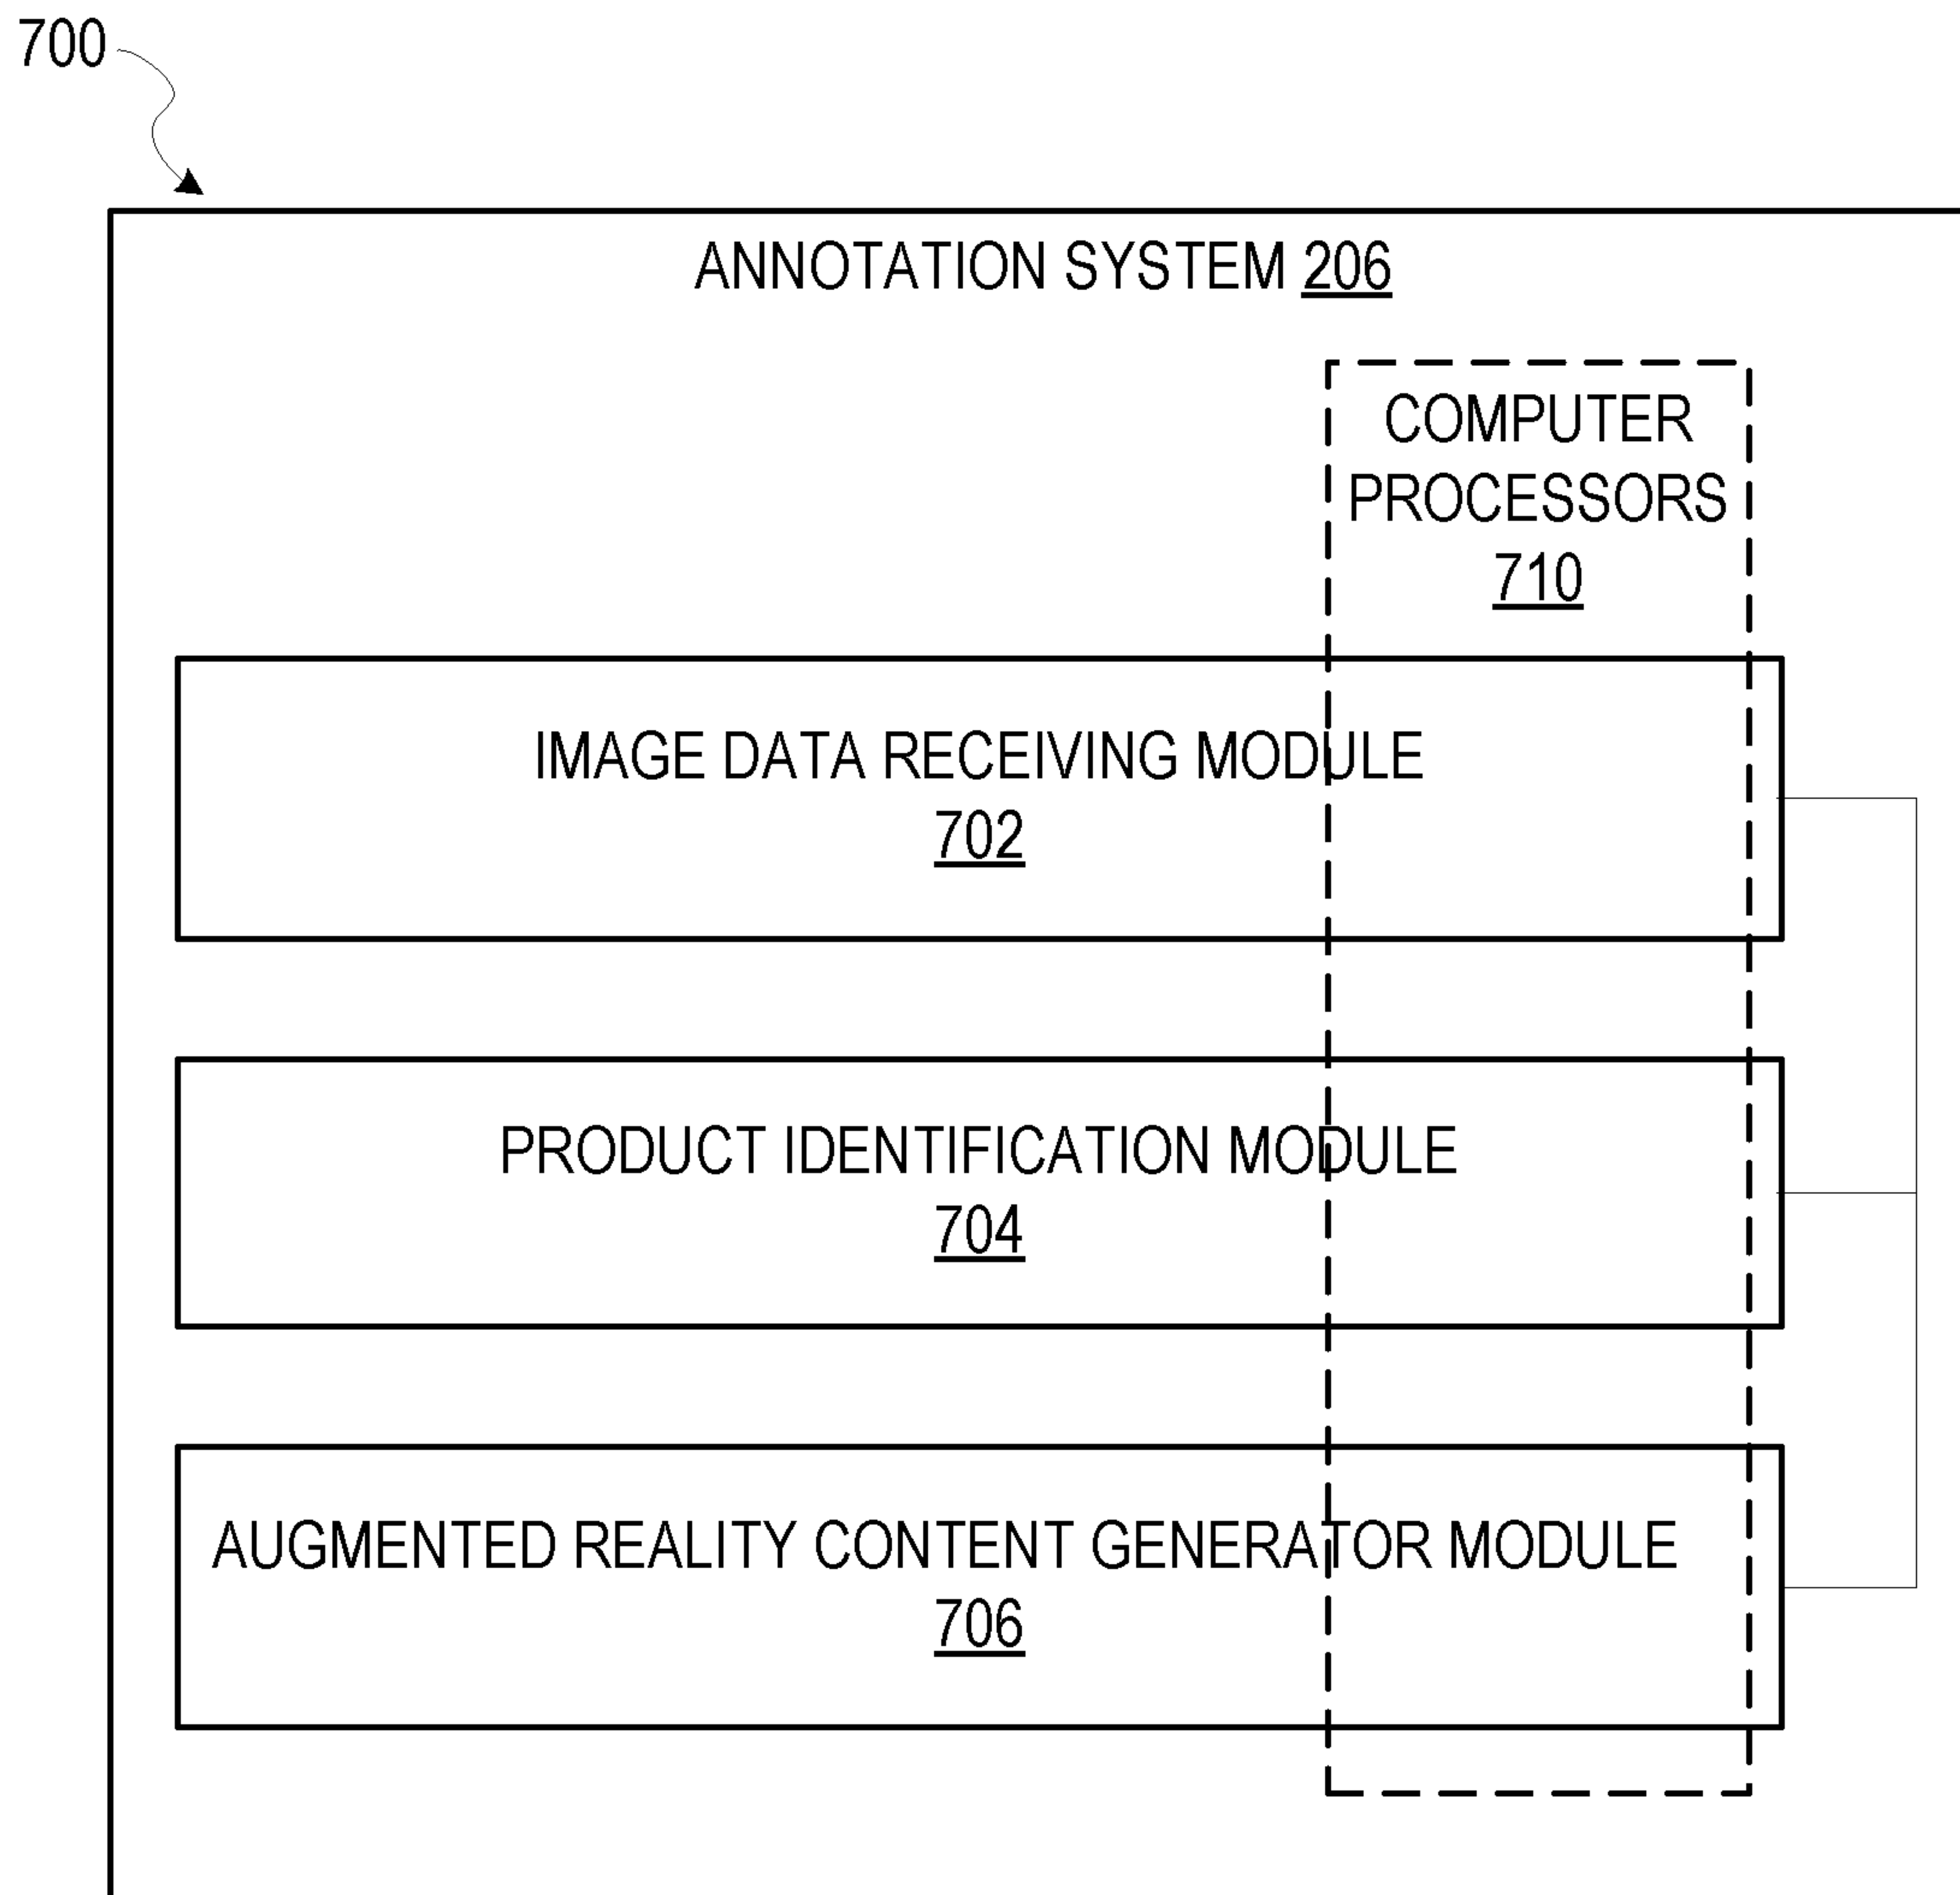 700
ANNOTATION SYSTEM 206
COMPUTER
PROCESSORS
710
IMAGE DATA RECEIVING MODULE
702
PRODUCT IDENTIFICATION MODULE
704
AUGMENTED REALITY CONTENT GENERATOR MODULE
706